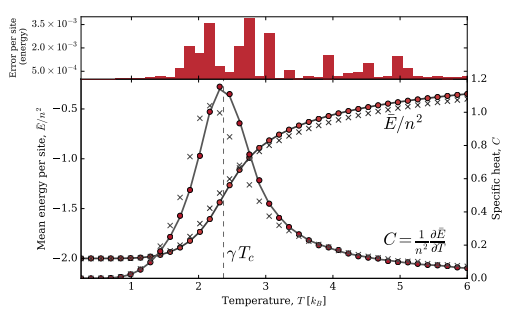 Error per site
(energy)
3.5 × 10⁻³
2.0 × 10⁻³
5.0 × 10⁻⁴
Mean energy per site, Ē/n²
−0.5
−1.0
−1.5
−2.0
Ē/n²
γT_c
C = 1/n² ∂Ē/∂T
1.2
1.0
0.8
0.6
0.4
0.2
0.0
Specific heat, C
1 2 3 4 5 6
Temperature, T [k_B]